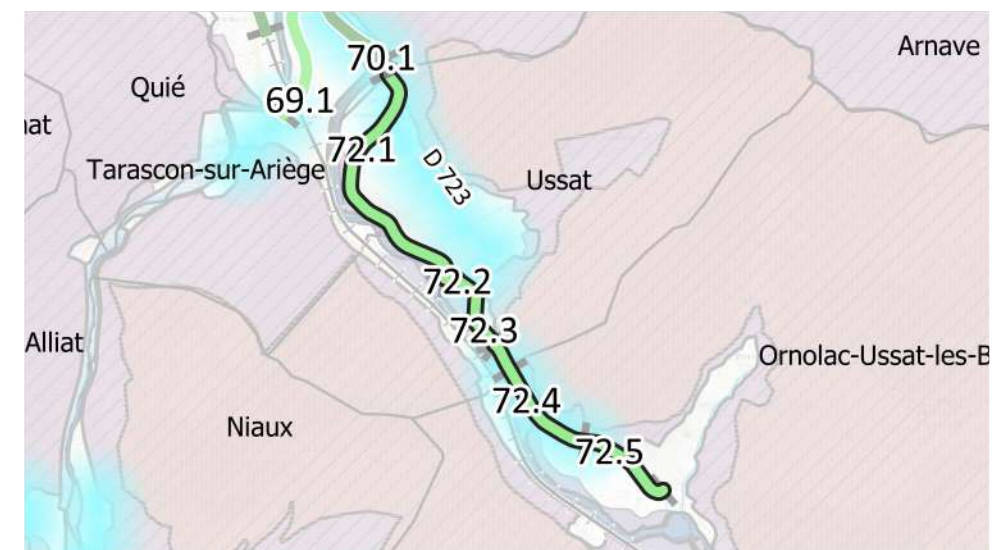 Arnave
70.1
Quié
69.1
at
72.1
Tarascon-sur-Ariège
D 723
Ussat
72.2
72.3
Alliat
Ornolac-Ussat-les-B
72.4
Niaux
72.5